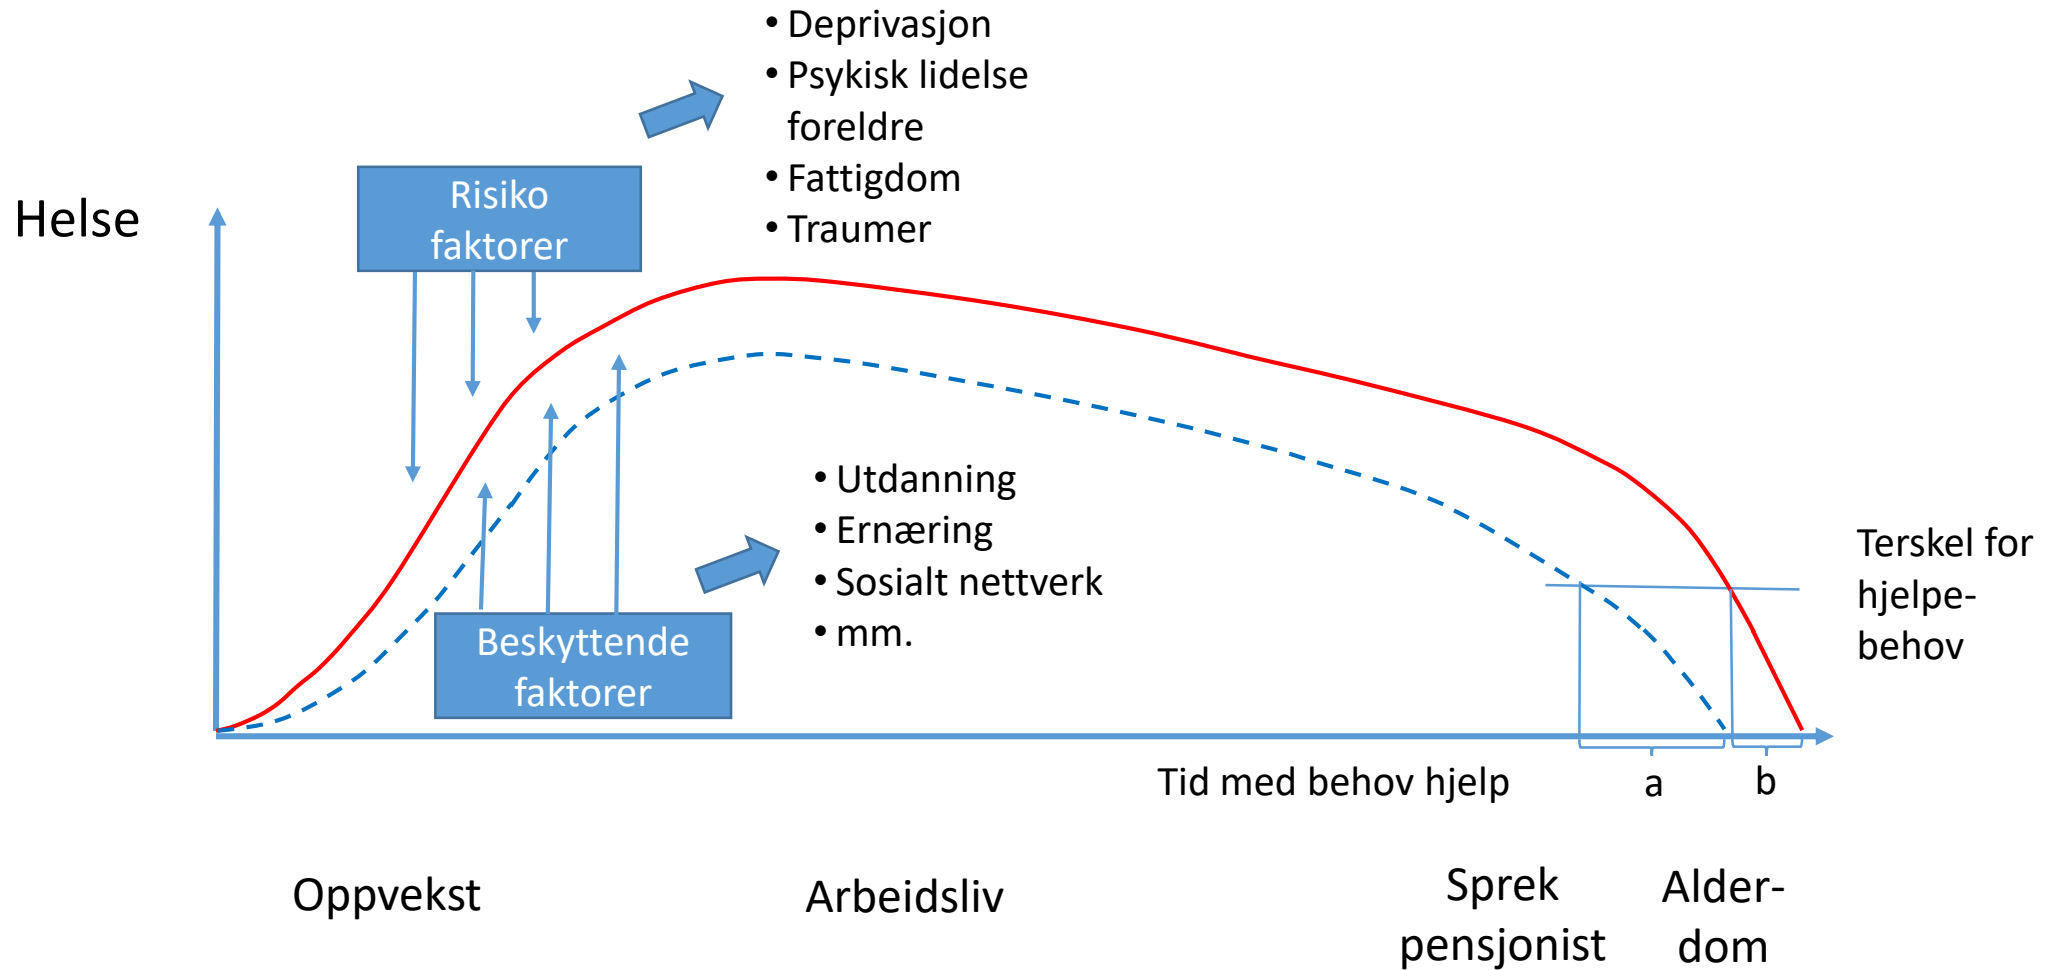 • Deprivasjon
• Psykisk lidelse
foreldre
• Fattigdom
• Traumer
Risiko
faktorer
Helse
• Utdanning
• Ernæring
• Sosialt nettverk
• mm.
Beskyttende
faktorer
Terskel for
hjelpe-
behov
Tid med behov hjelp
a
b
Oppvekst
Arbeidsliv
Sprek
pensjonist
Alder-
dom